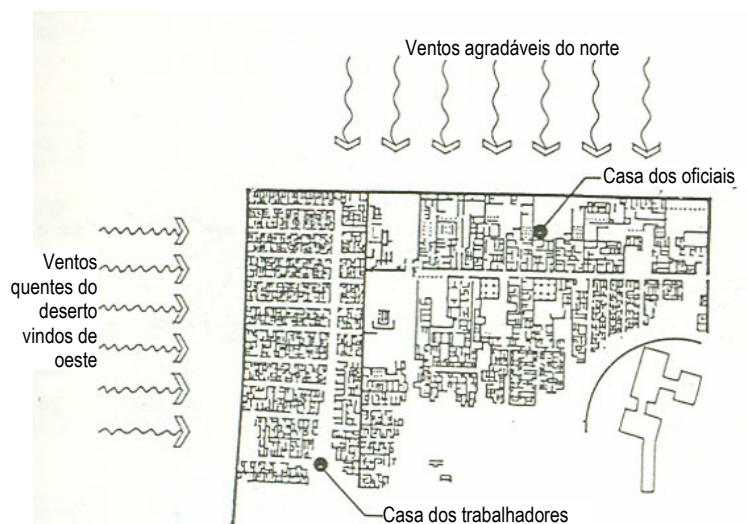 Ventos agradáveis do norte
Casa dos oficiais
Ventos
quentes do
deserto
vindos de
oeste
Casa dos trabalhadores